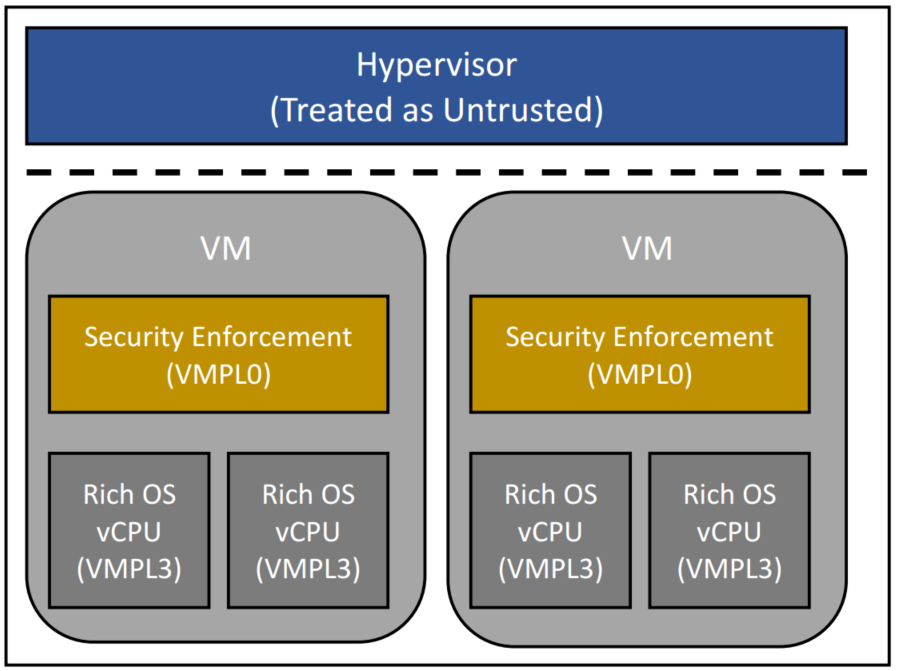 Hypervisor
(Treated as Untrusted)
VM
Security Enforcement
(VMPL0)
Rich OS
vCPU
(VMPL3)
Rich OS
vCPU
(VMPL3)
VM
Security Enforcement
(VMPL0)
Rich OS
vCPU
(VMPL3)
Rich OS
vCPU
(VMPL3)